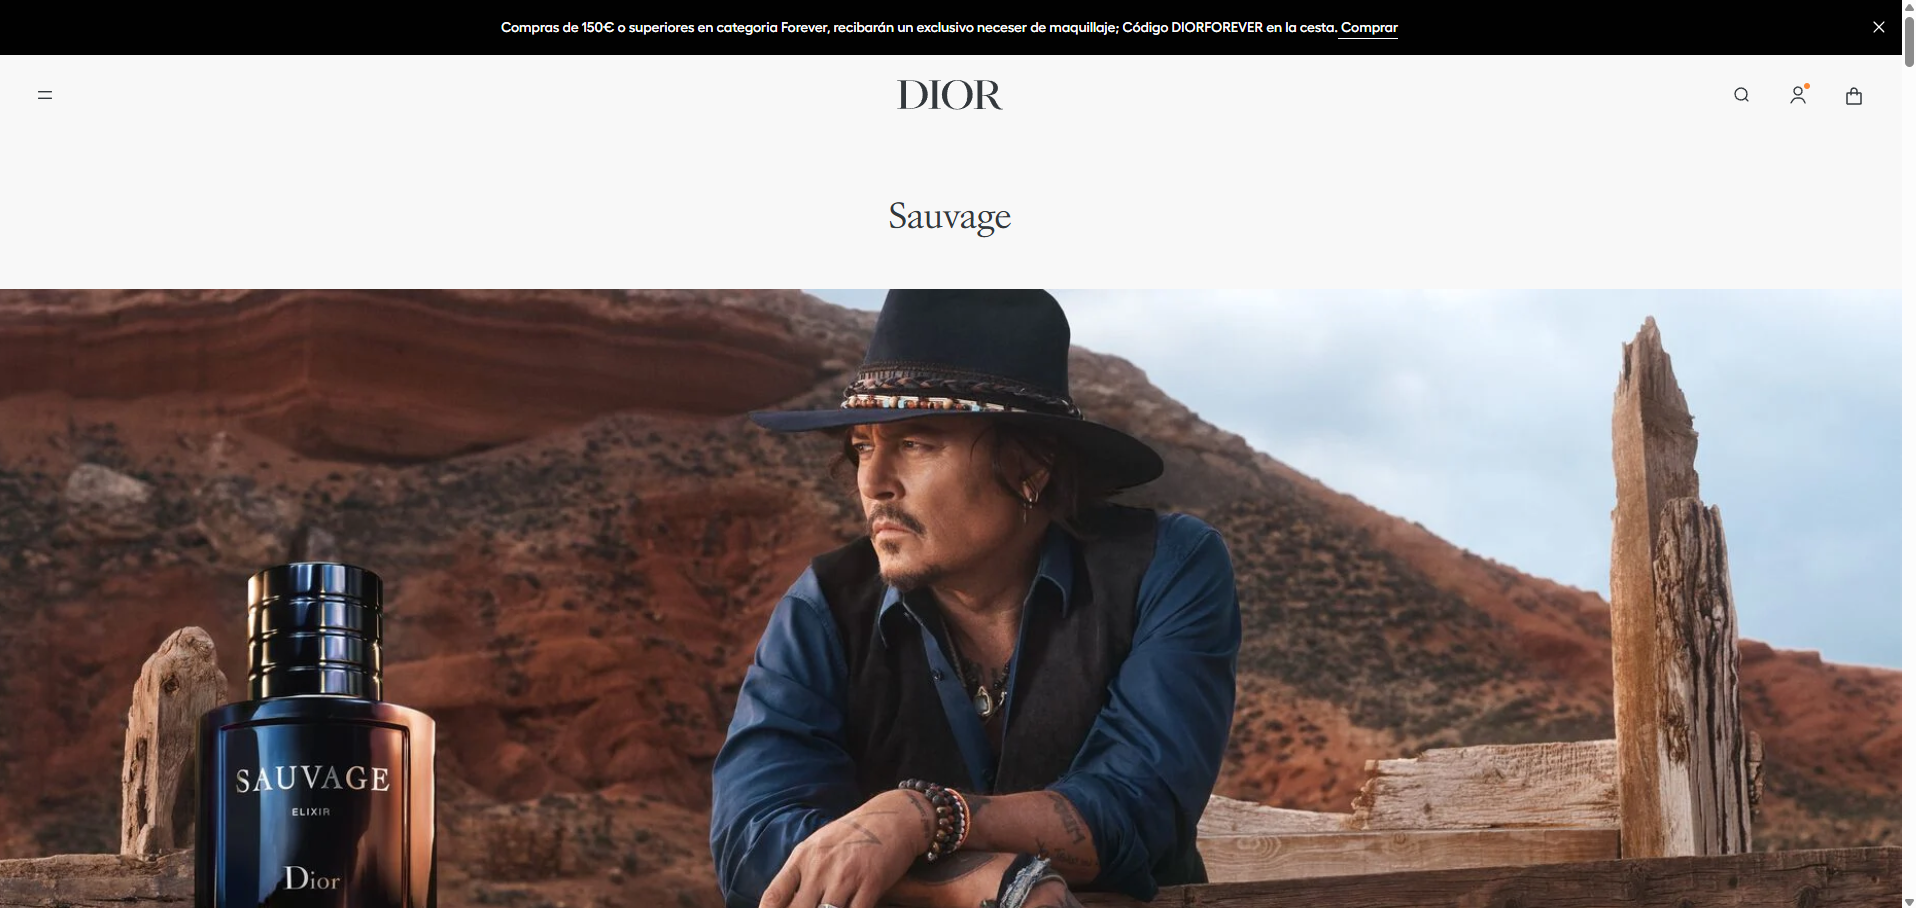 Compras de 150€ o superiores en categoria Forever, recibarán un exclusivo neceser de maquillaje; Código DIORFOREVER en la cesta. Comprar
DIOR
Sauvage
SAUVAGE
ELIXIR
Dior